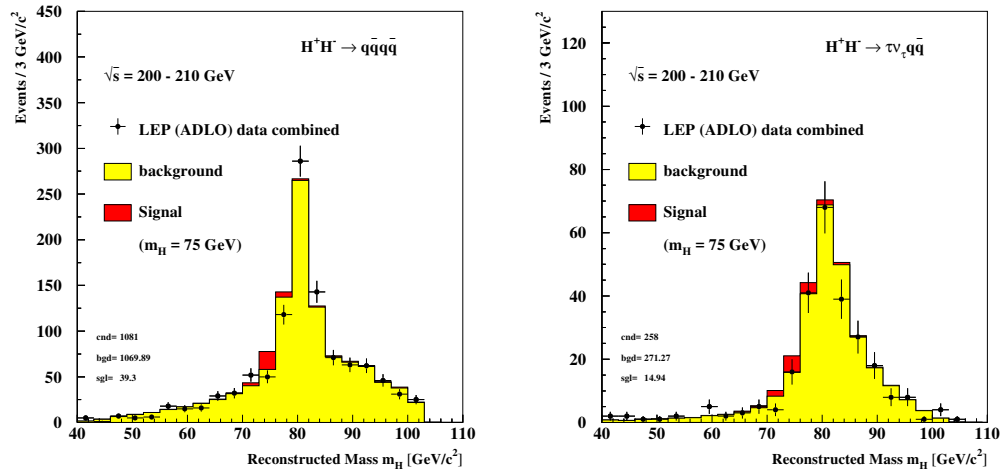 Events / 3 GeV/c²
H⁺H⁻ → qq̄qq̄
√s = 200 - 210 GeV
LEP (ADLO) data combined
background
Signal
(m_H = 75 GeV)
cnd= 1081
bgd= 1069.89
sgl= 39.3
450
400
350
300
250
200
150
100
50
0
40 50 60 70 80 90 100 110
Reconstructed Mass m_H [GeV/c²]
Events / 3 GeV/c²
H⁺H⁻ → τν_τqq̄
√s = 200 - 210 GeV
LEP (ADLO) data combined
background
Signal
(m_H = 75 GeV)
cnd= 258
bgd= 271.27
sgl= 14.94
120
100
80
60
40
20
0
40 50 60 70 80 90 100 110
Reconstructed Mass m_H [GeV/c²]